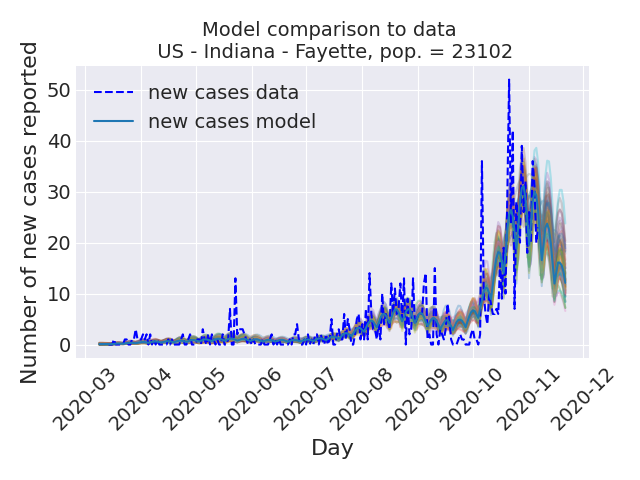 Model comparison to data
US - Indiana - Fayette, pop. = 23102
new cases data
new cases model
Number of new cases reported
50
40
30
20
10
0
2020-03
2020-04
2020-05
2020-06
2020-07
2020-08
2020-09
2020-10
2020-11
2020-12
Day